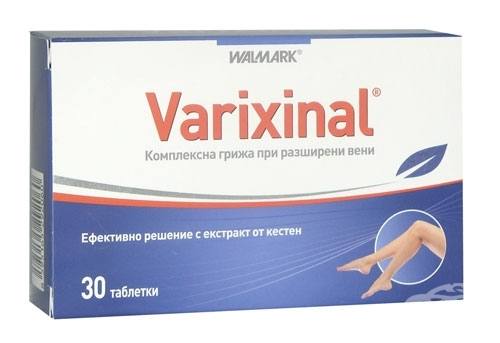 WALMARK®
Varixinal®
Комплексна грижа при разширени вени
Ефективно решение с екстракт от кестен
30 таблетки